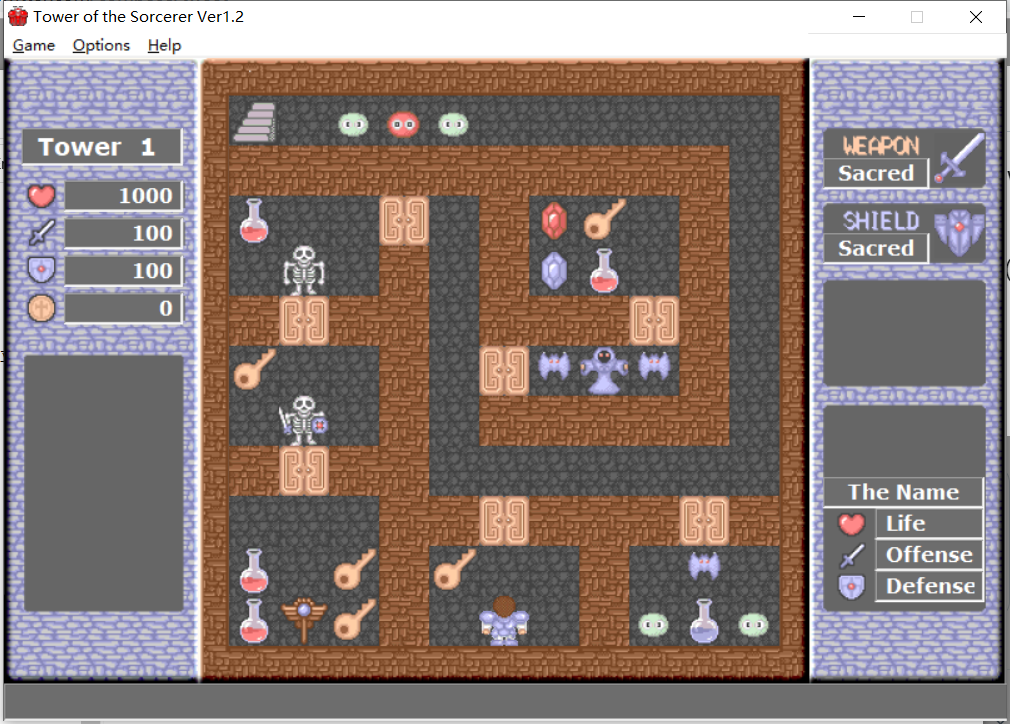 Tower of the Sorcerer Ver1.2
Game Options Help
Tower 1
1000
100
100
0
WEAPON
Sacred
SHIELD
Sacred
The Name
Life
Offense
Defense